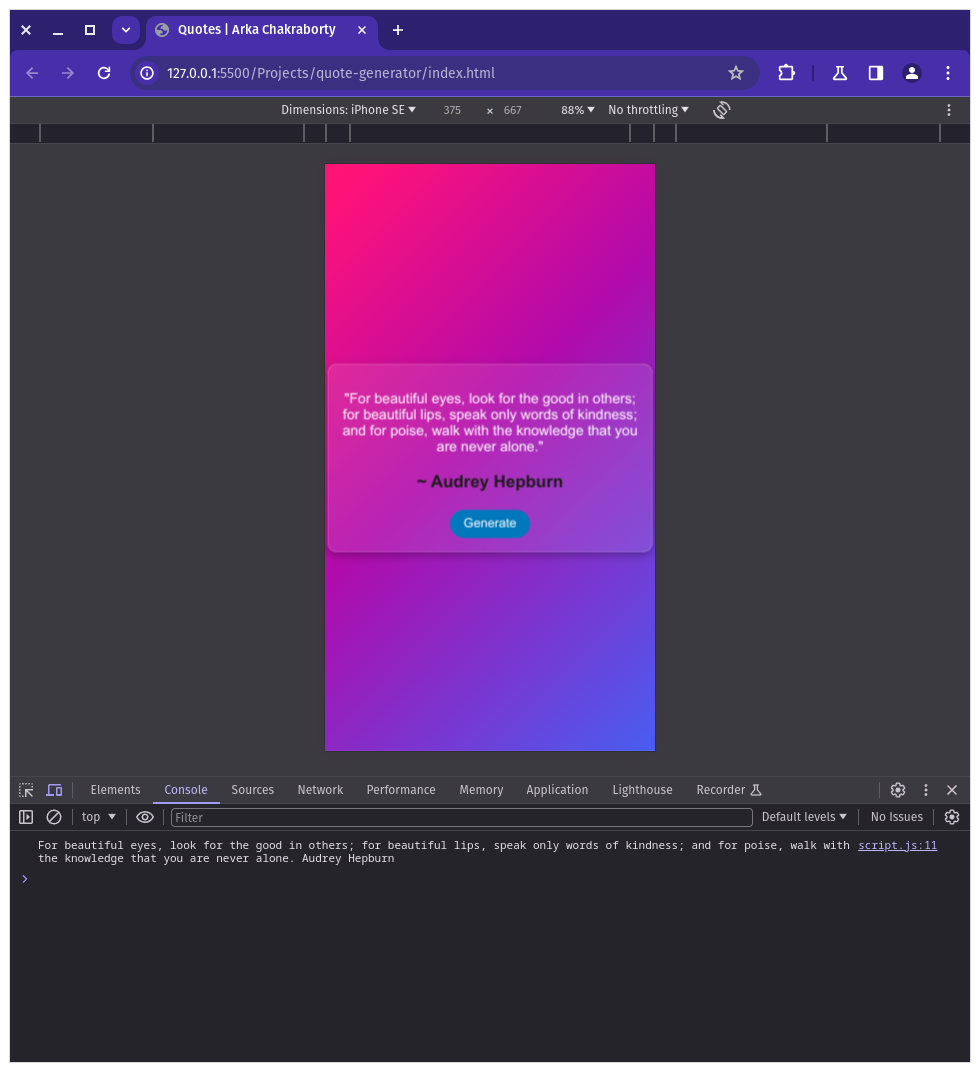 Quotes | Arka Chakraborty
127.0.0.1:5500/Projects/quote-generator/index.html
Dimensions: iPhone SE 375 × 667 88% No throttling
"For beautiful eyes, look for the good in others;
for beautiful lips, speak only words of kindness;
and for poise, walk with the knowledge that you
are never alone."
~ Audrey Hepburn
Generate
Elements Console Sources Network Performance Memory Application Lighthouse Recorder
top Filter Default levels No Issues
For beautiful eyes, look for the good in others; for beautiful lips, speak only words of kindness; and for poise, walk with script.js:11
the knowledge that you are never alone. Audrey Hepburn